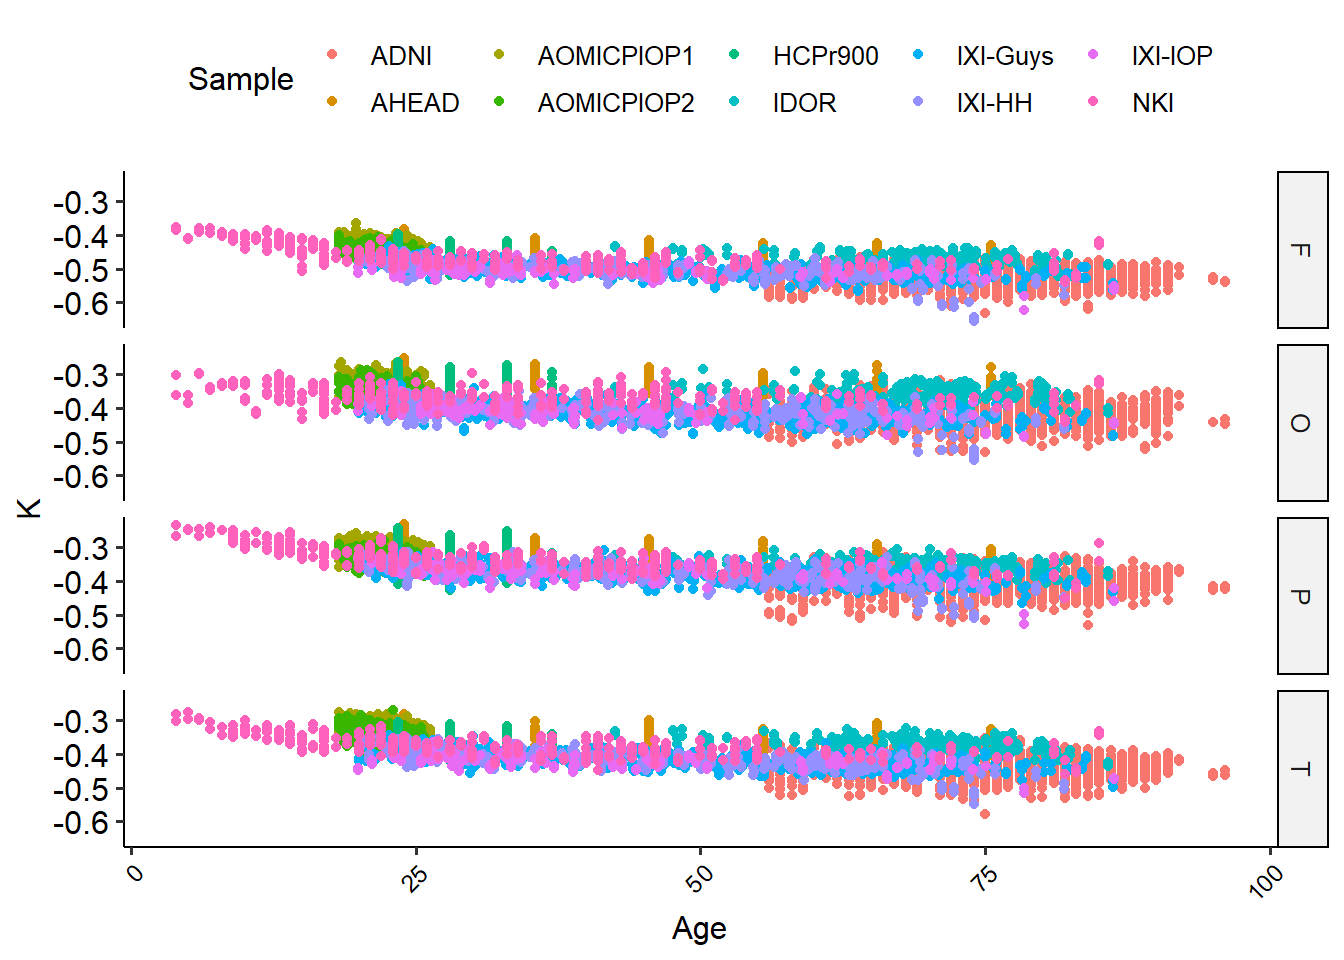 Sample
ADNI AOMICPIOP1 HCPr900 IXI-Guys IXI-IOP
AHEAD AOMICPIOP2 IDOR IXI-HH NKI
K
-0.3
-0.4
-0.5
-0.6
F
-0.3
-0.4
-0.5
-0.6
O
-0.3
-0.4
-0.5
-0.6
P
-0.3
-0.4
-0.5
-0.6
T
0 25 50 75 100
Age